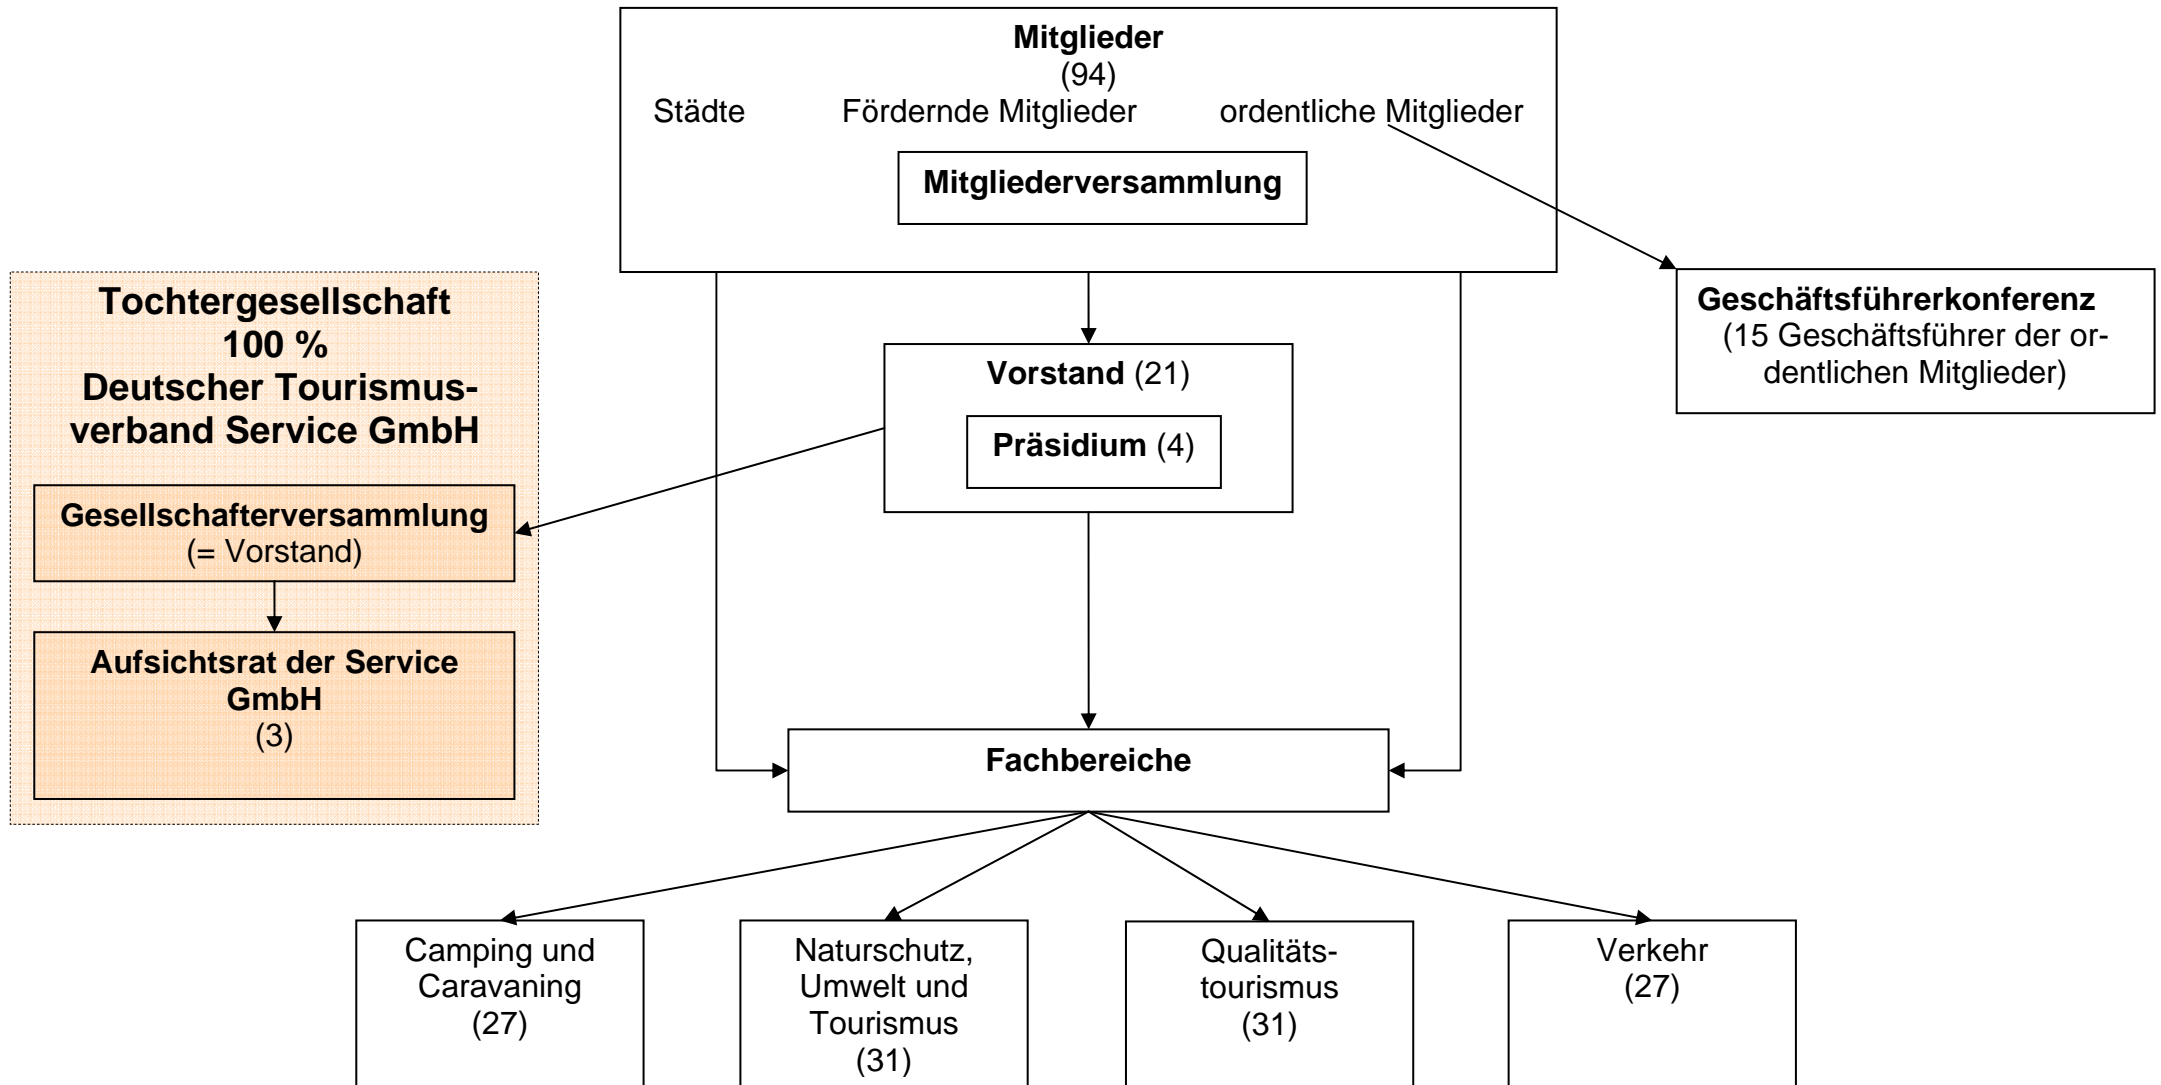 Mitglieder
(94)
Städte Fördernde Mitglieder ordentliche Mitglieder
Mitgliederversammlung
Tochtergesellschaft
100 %
Deutscher Tourismus-
verband Service GmbH
Gesellschafterversammlung
(= Vorstand)
Aufsichtsrat der Service
GmbH
(3)
Vorstand (21)
Präsidium (4)
Geschäftsführerkonferenz
(15 Geschäftsführer der or-
dentlichen Mitglieder)
Fachbereiche
Camping und
Caravaning
(27)
Naturschutz,
Umwelt und
Tourismus
(31)
Qualitäts-
tourismus
(31)
Verkehr
(27)